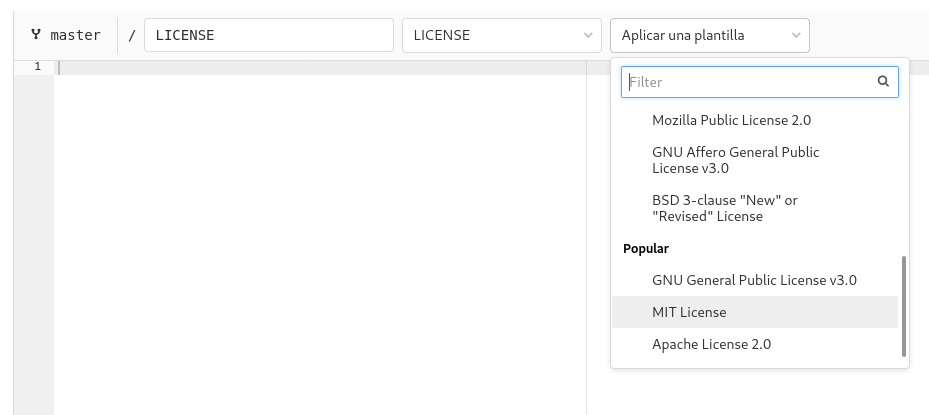 master / LICENSE LICENSE Aplicar una plantilla
1
Filter
Mozilla Public License 2.0
GNU Affero General Public
License v3.0
BSD 3-clause "New" or
"Revised" License
Popular
GNU General Public License v3.0
MIT License
Apache License 2.0